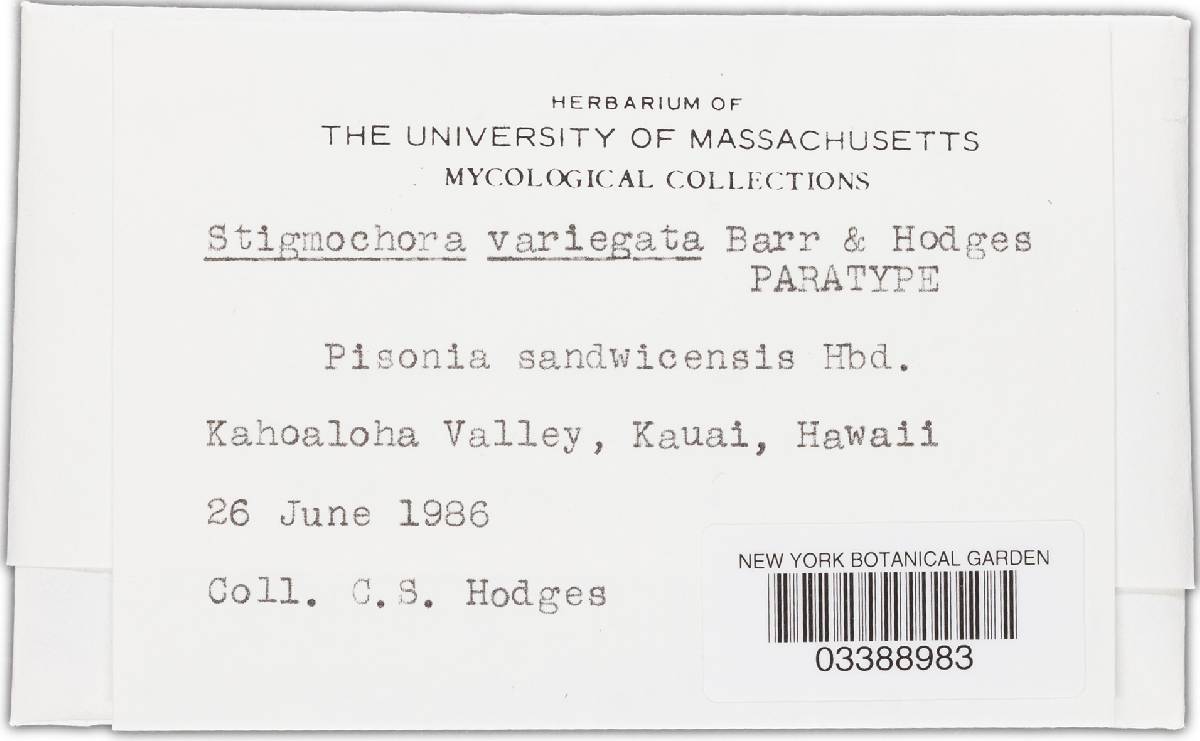 HERBARIUM OF
THE UNIVERSITY OF MASSACHUSETTS
MYCOLOGICAL COLLECTIONS
Stigmochora variegata Barr & Hodges
PARATYPE
Pisonia sandwicensis Hbd.
Kahoaloha Valley, Kauai, Hawaii
26 June 1986
Coll. C.S. Hodges
NEW YORK BOTANICAL GARDEN
03388983